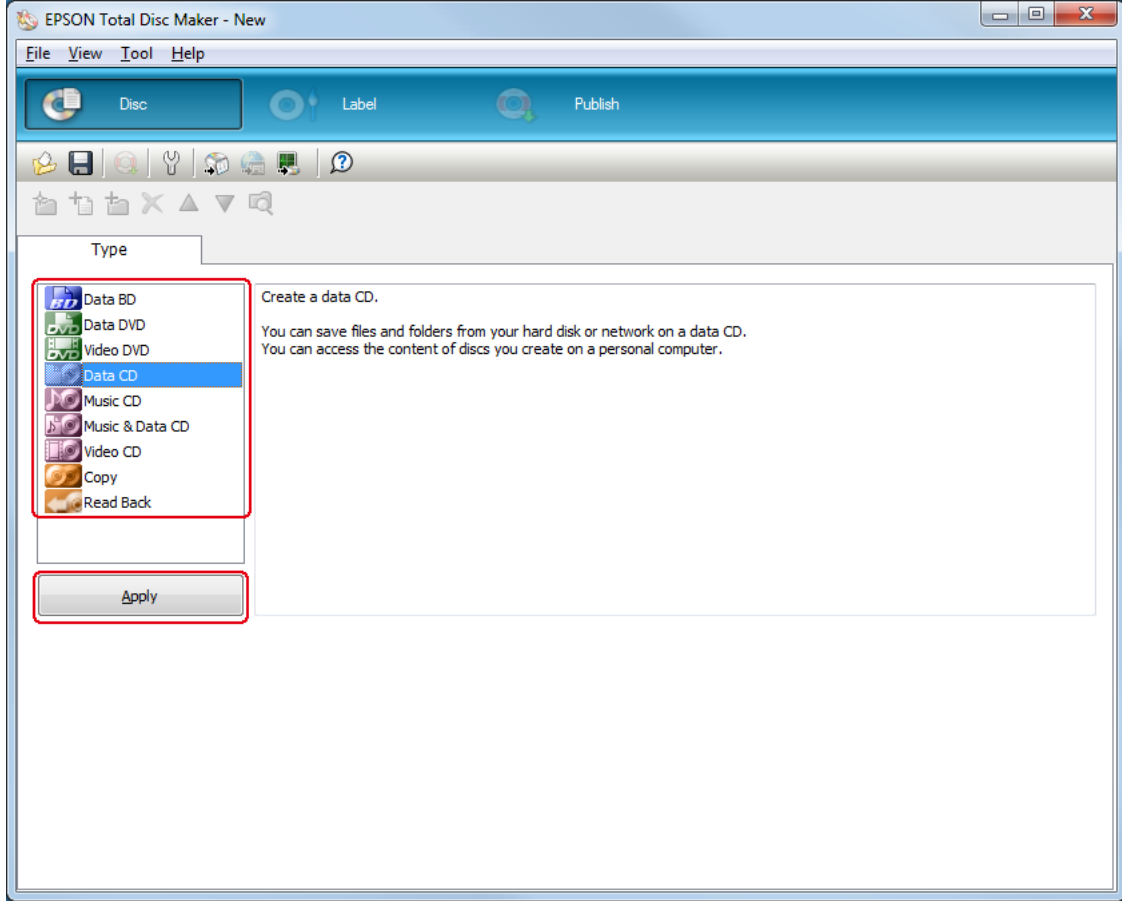 EPSON Total Disc Maker - New
File View Tool Help
Disc Label Publish
Type
BD Data BD
DVD Data DVD
DVD Video DVD
Data CD
Music CD
Music & Data CD
Video CD
Copy
Read Back
Create a data CD.
You can save files and folders from your hard disk or network on a data CD.
You can access the content of discs you create on a personal computer.
Apply